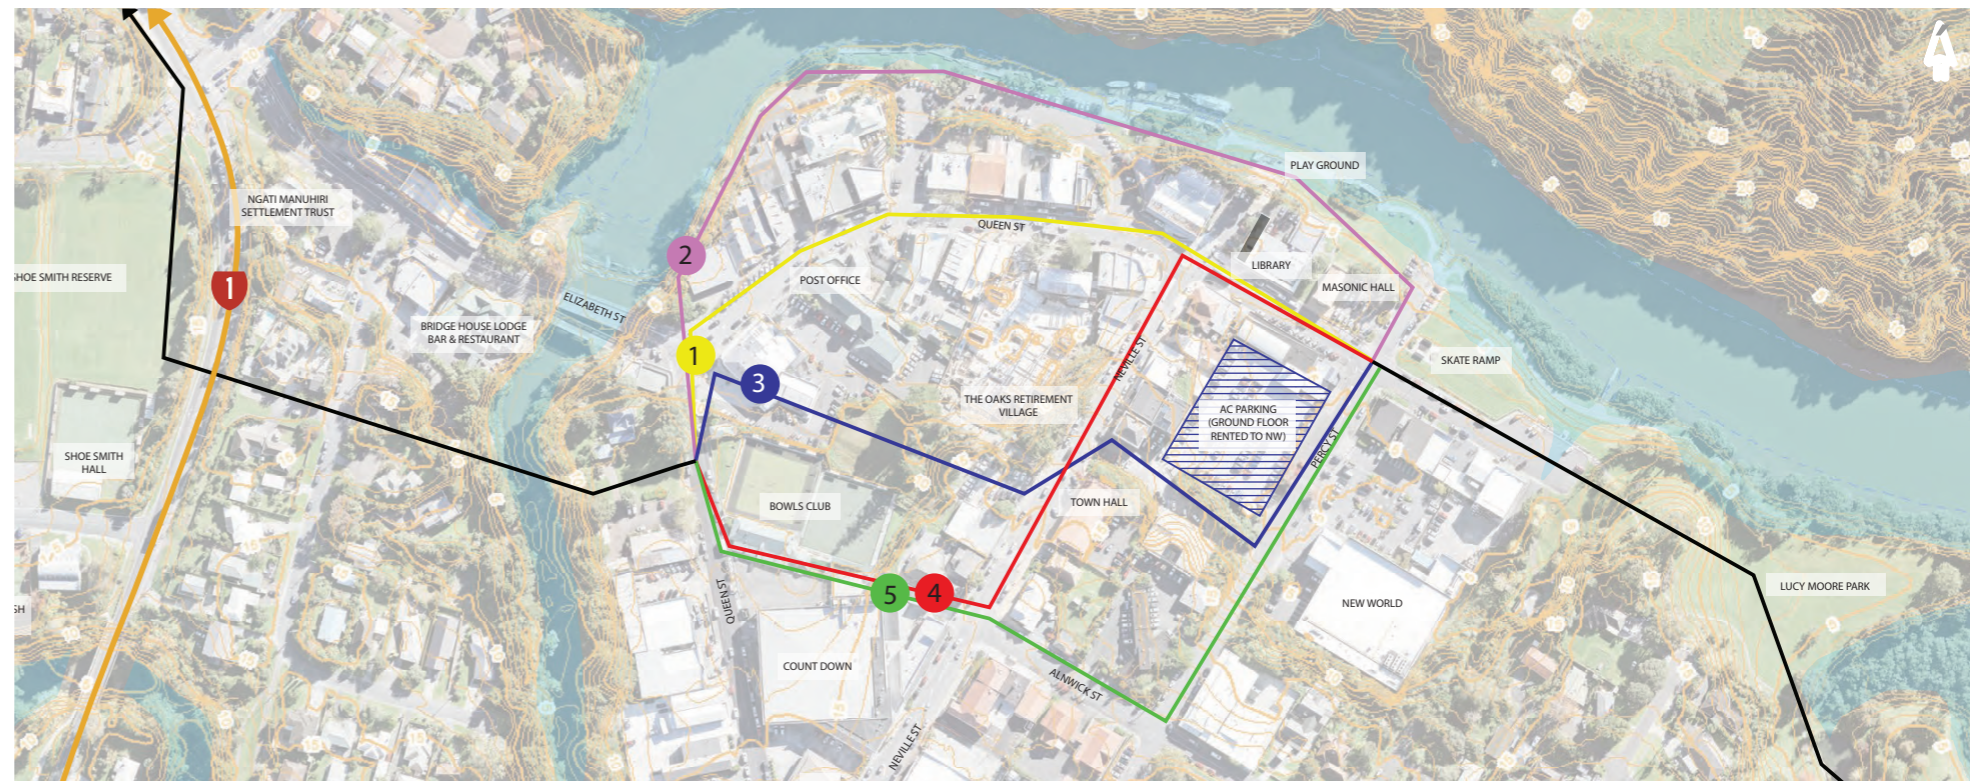 PLAY GROUND
NGATI MANUHIRI
SETTLEMENT TRUST
QUEEN ST
2
LIBRARY
SHOE SMITH RESERVE
POST OFFICE
MASONIC HALL
1
ELIZABETH ST
BRIDGE HOUSE LODGE
BAR & RESTAURANT
1
NEVILLE ST
SKATE RAMP
3
THE OAKS RETIREMENT
VILLAGE
AC PARKING
(GROUND FLOOR
RENTED TO NW)
PERCY ST
SHOE SMITH
HALL
BOWLS CLUB
TOWN HALL
LUCY MOORE PARK
5
4
QUEEN ST
NEW WORLD
COUNT DOWN
ALNWICK ST
NEVILLE ST